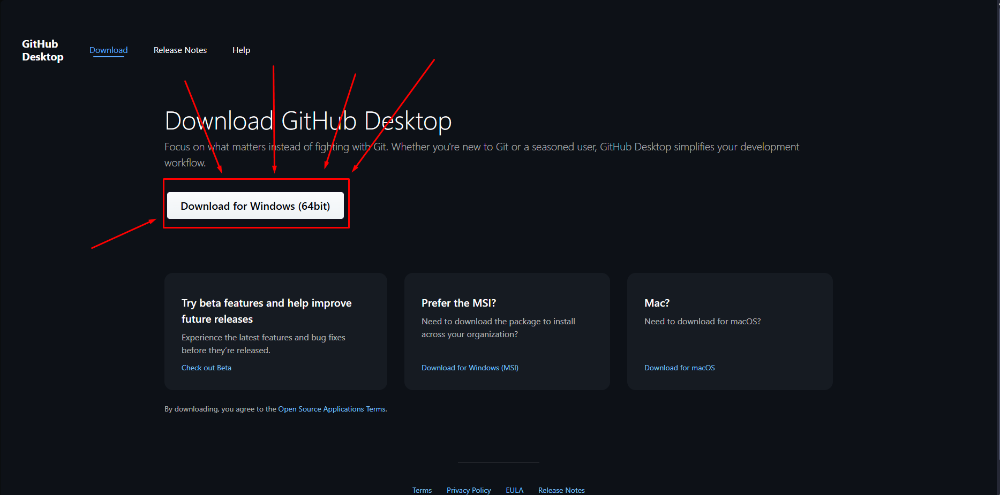 GitHub
Desktop
Download
Release Notes
Help
Download GitHub Desktop
Focus on what matters instead of fighting with Git. Whether you're new to Git or a seasoned user, GitHub Desktop simplifies your development
workflow.
Download for Windows (64bit)
Try beta features and help improve
future releases
Experience the latest features and bug fixes
before they’re released.
Check out Beta
Prefer the MSI?
Need to download the package to install
across your organization?
Download for Windows (MSI)
Mac?
Need to download for macOS?
Download for macOS
By downloading, you agree to the Open Source Applications Terms.
Terms
Privacy Policy
EULA
Release Notes